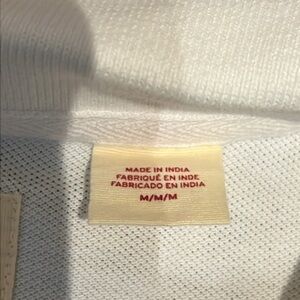 MADE IN INDIA
FABRIQUÉ EN INDE
FABRICADO EN INDIA
M/M/M